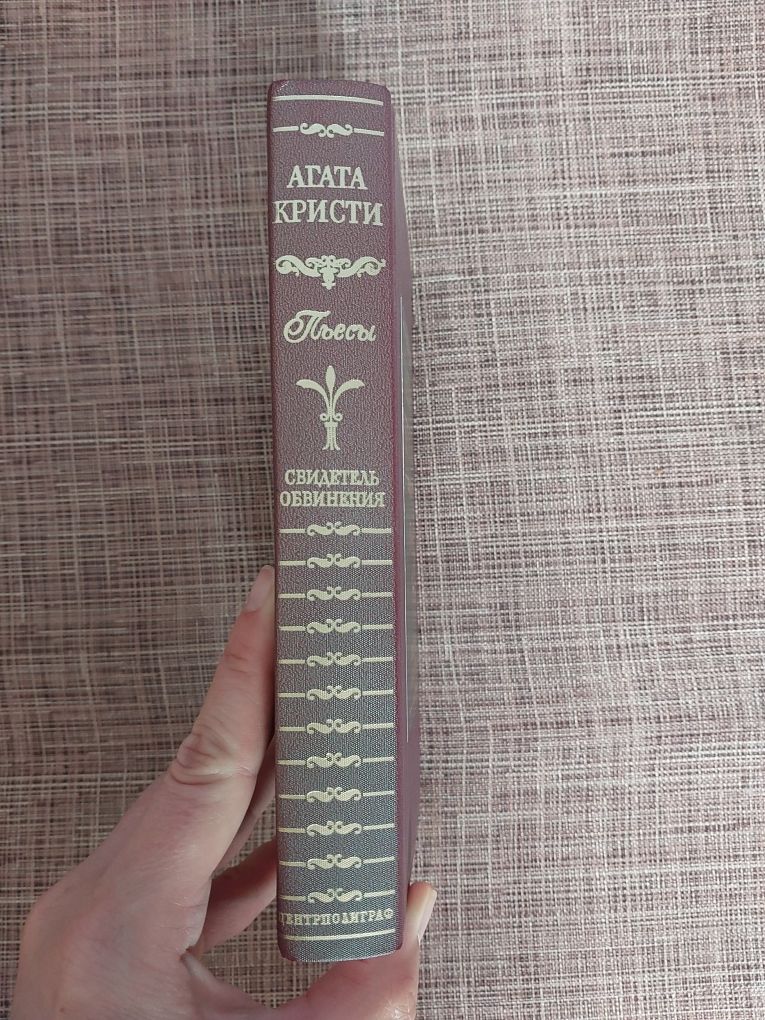 АГАТА
КРИСТИ
Пьесы
СВИДЕТЕЛЬ
ОБВИНЕНИЯ
ЦЕНТРПОЛИГРАФ